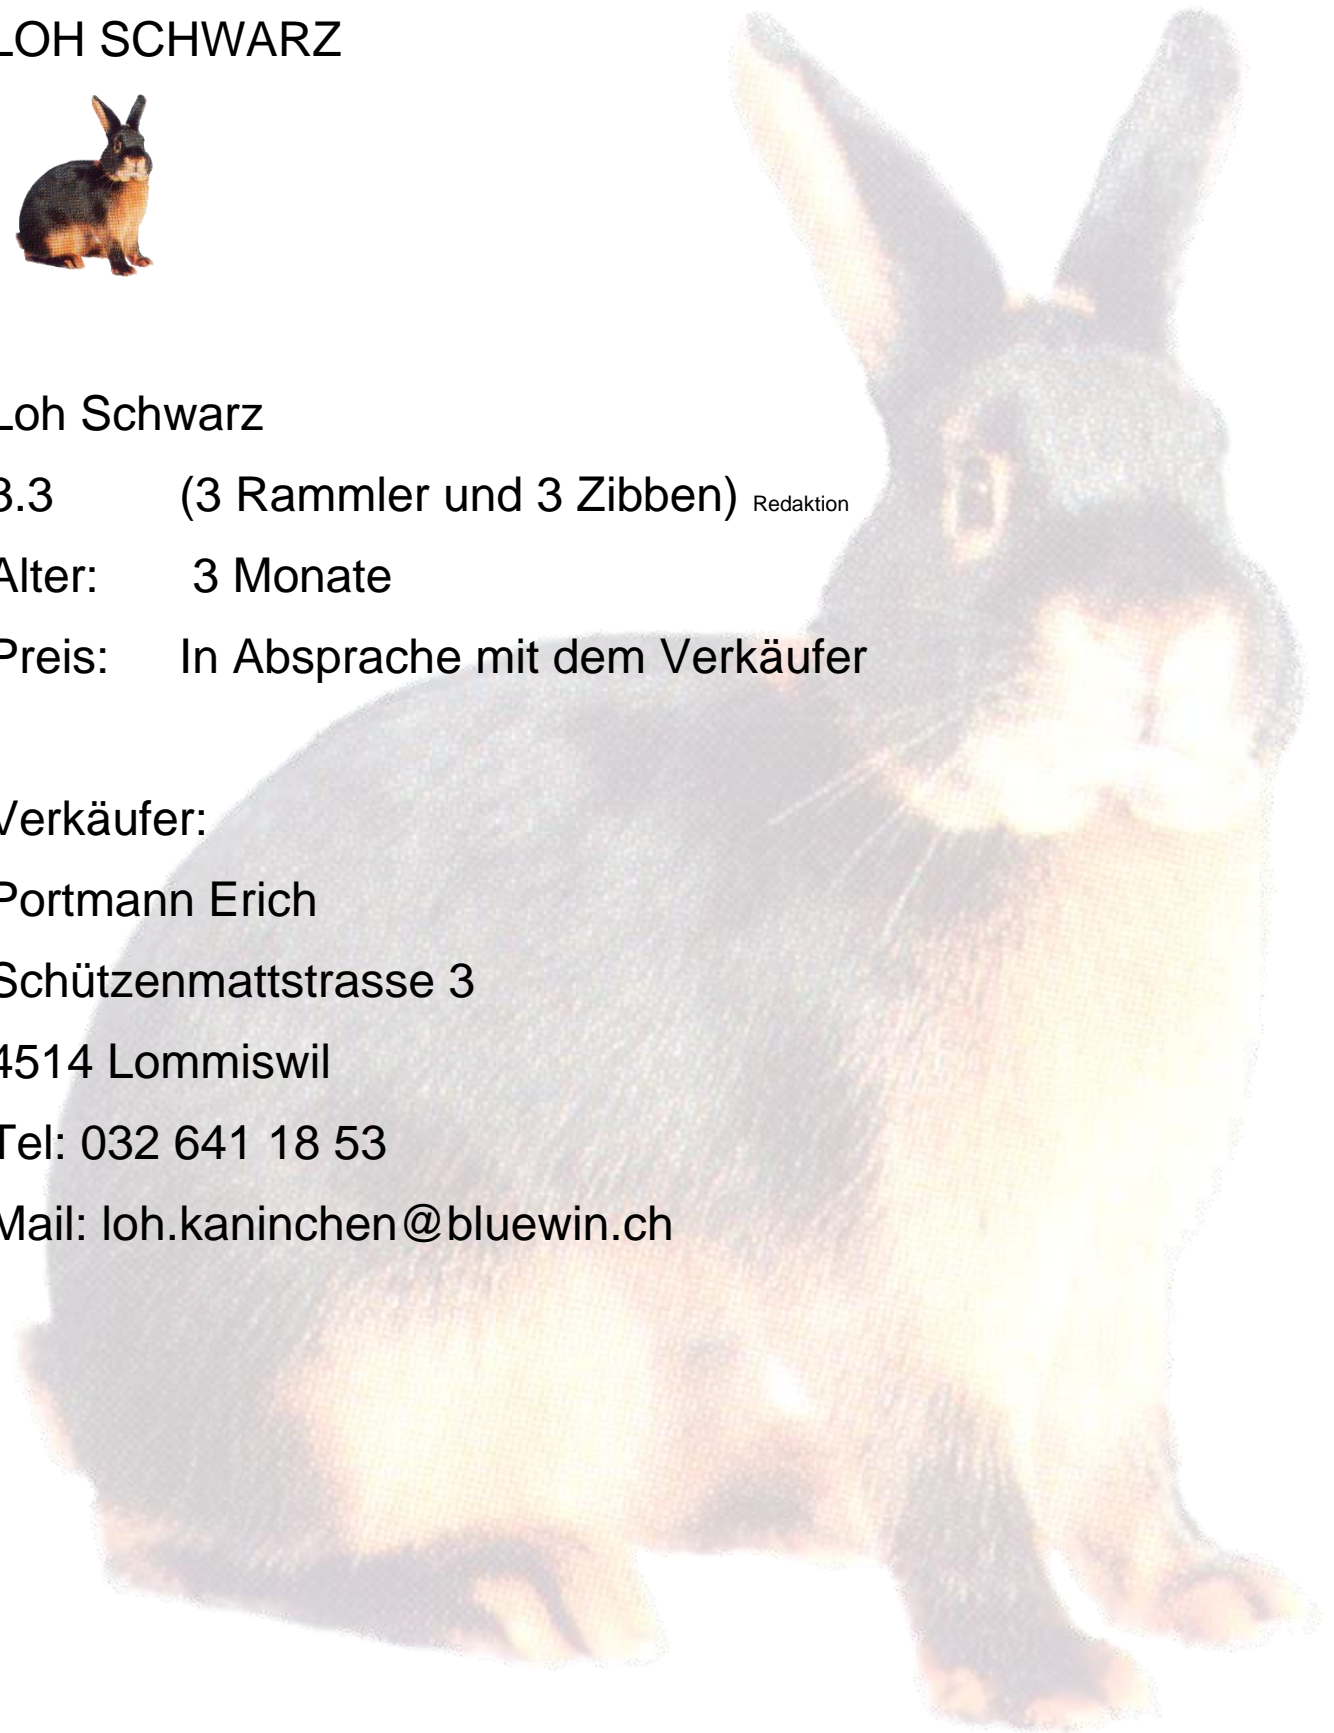 LOH SCHWARZ
Loh Schwarz
3.3 (3 Rammler und 3 Zibben) Redaktion
Alter: 3 Monate
Preis: In Absprache mit dem Verkäufer
Verkäufer:
Portmann Erich
Schützenmattstrasse 3
4514 Lommiswil
Tel: 032 641 18 53
Mail: loh.kaninchen@bluewin.ch